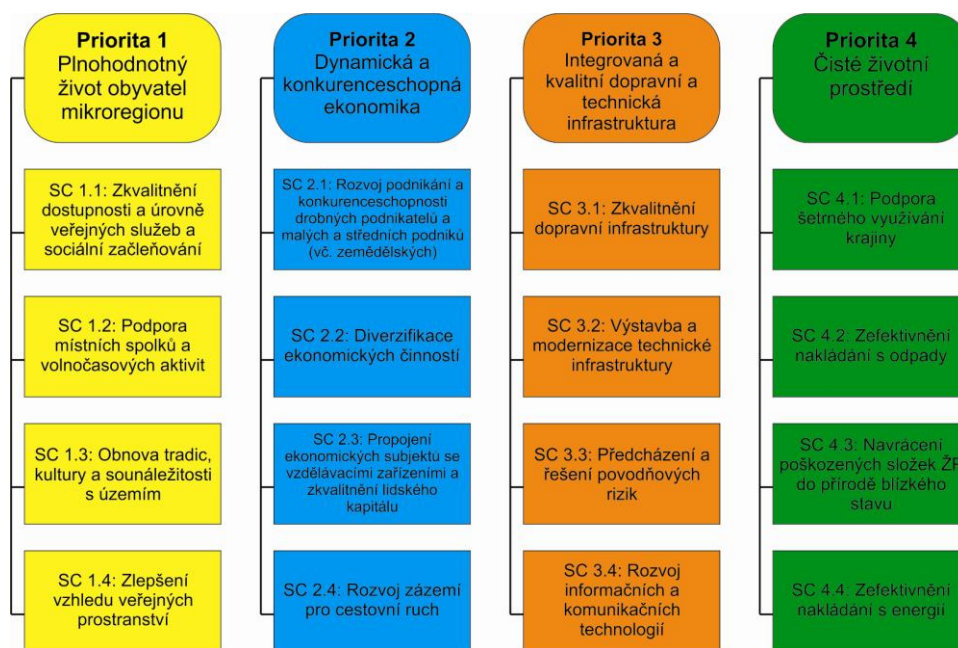 Priorita 1
Plnohodnotný
život obyvatel
mikroregionu
SC 1.1: Zkvalitnění
dostupnosti a úrovně
veřejných služeb a
sociální začleňování
SC 1.2: Podpora
místních spolků a
volnočasových aktivit
SC 1.3: Obnova tradic,
kultury a sounáležitosti
s územím
SC 1.4: Zlepšení
vzhledu veřejných
prostranství
Priorita 2
Dynamická a
konkurenceschopná
ekonomika
SC 2.1: Rozvoj podnikání a
konkurenceschopnosti
drobných podnikatelů a
malých a středních podniků
(vč. zemědělských)
SC 2.2: Diverzifikace
ekonomických činností
SC 2.3: Propojení
ekonomických subjektů se
vzdělávacími zařízeními a
zkvalitnění lidského
kapitálu
SC 2.4: Rozvoj zázemí
pro cestovní ruch
Priorita 3
Integrovaná a
kvalitní dopravní a
technická
infrastruktura
SC 3.1: Zkvalitnění
dopravní infrastruktury
SC 3.2: Výstavba a
modernizace technické
infrastruktury
SC 3.3: Předcházení a
řešení povodňových
rizik
SC 3.4: Rozvoj
informačních a
komunikačních
technologií
Priorita 4
Čisté životní
prostředí
SC 4.1: Podpora
šetrného využívání
krajiny
SC 4.2: Zefektivnění
nakládání s odpady
SC 4.3: Navrácení
poškozených složek ŽP
do přírodě blízkého
stavu
SC 4.4: Zefektivnění
nakládání s energií